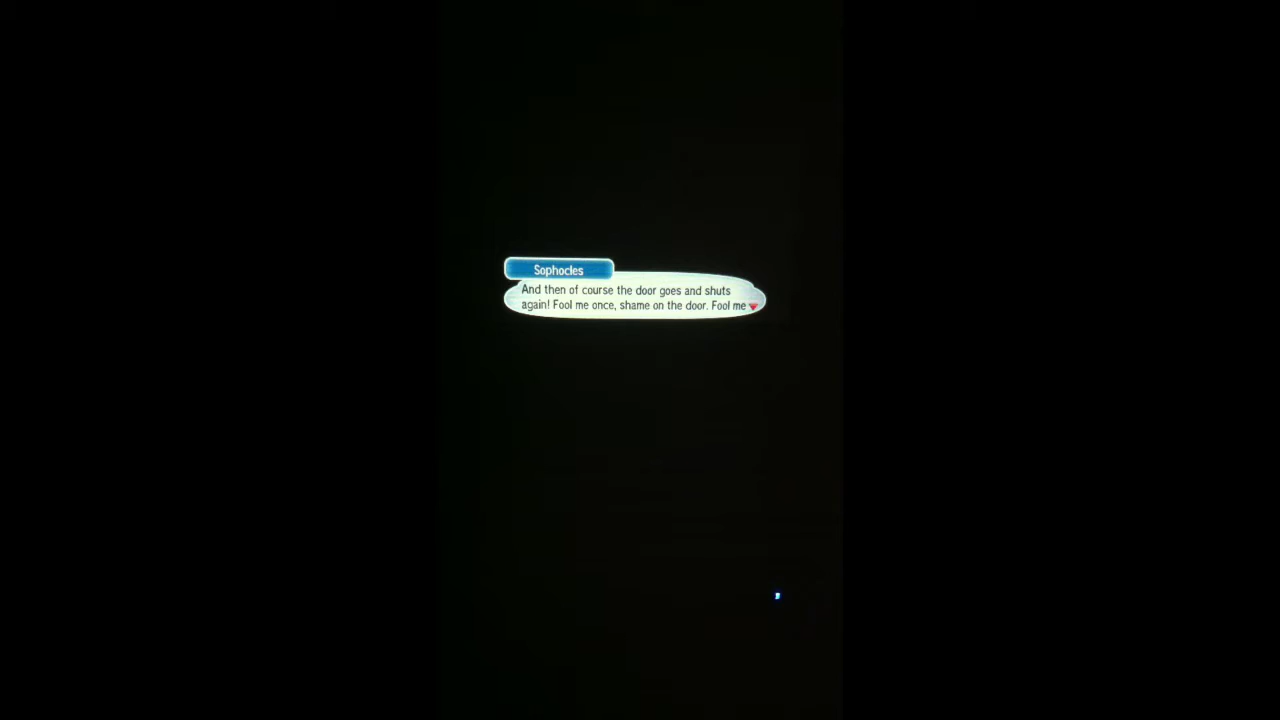 Sophocles
And then of course the door goes and shuts
again! Fool me once, shame on the door. Fool me